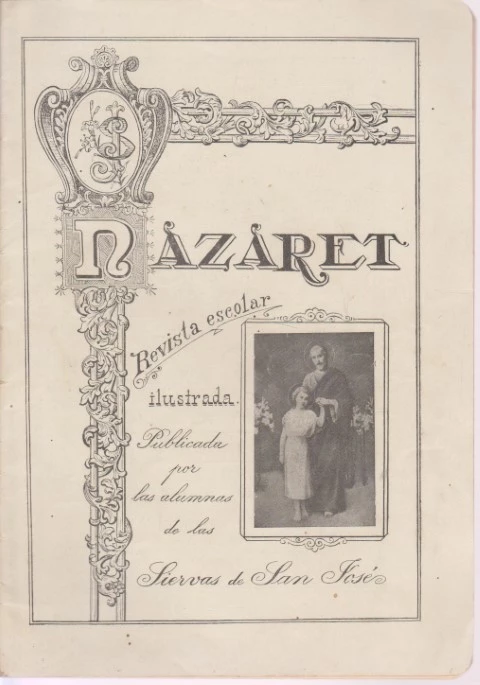 NAZARET
Revista escolar
ilustrada.
Publicada
por
las alumnas
de las
Siervas de San José